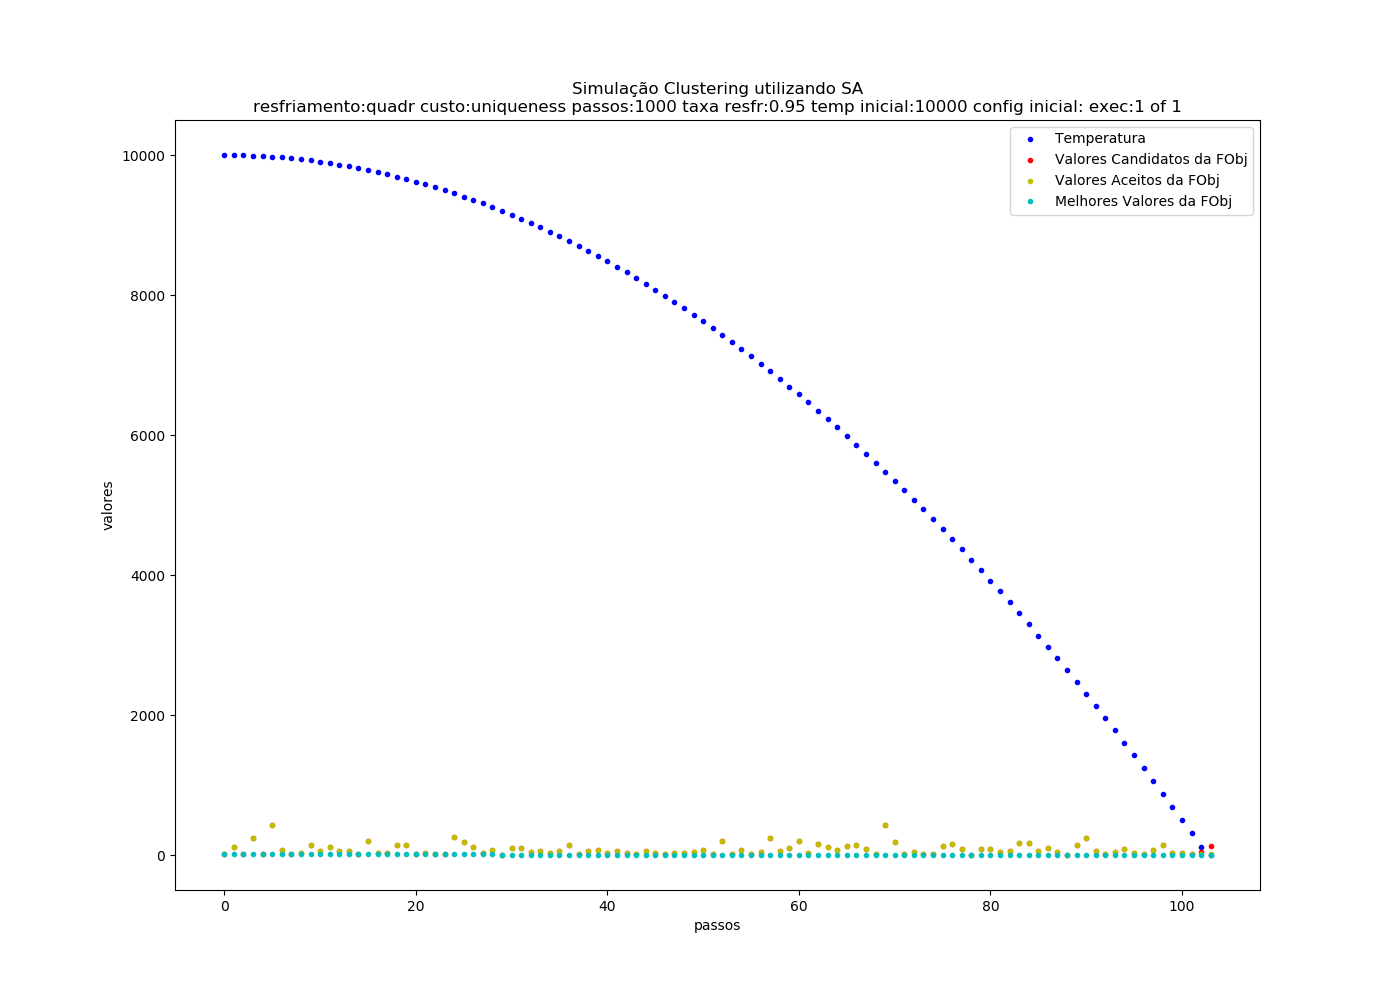 Simulação Clustering utilizando SA
resfriamento:quadr custo:uniqueness passos:1000 taxa resfr:0.95 temp inicial:10000 config inicial: exec:1 of 1
Temperatura
Valores Candidatos da FObj
Valores Aceitos da FObj
Melhores Valores da FObj
10000
8000
6000
4000
2000
0
valores
0 20 40 60 80 100
passos